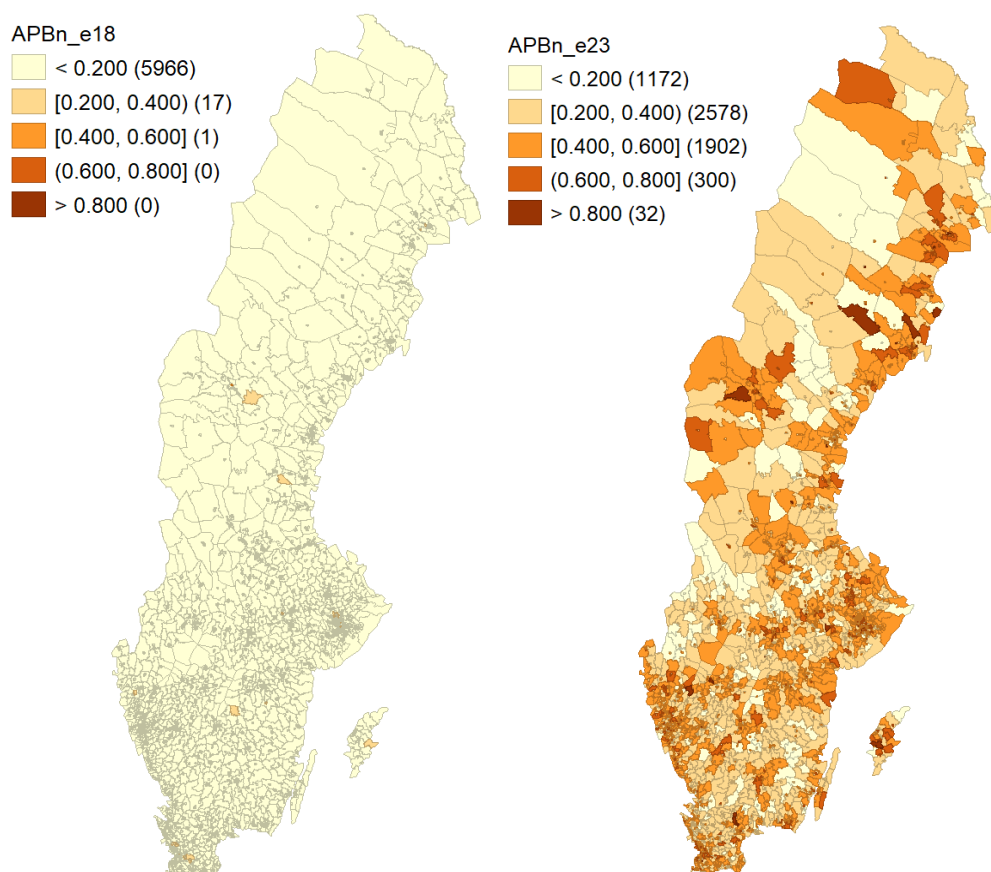 APBn_e18
< 0.200 (5966)
[0.200, 0.400) (17)
[0.400, 0.600] (1)
(0.600, 0.800] (0)
> 0.800 (0)
APBn_e23
< 0.200 (1172)
[0.200, 0.400) (2578)
[0.400, 0.600] (1902)
(0.600, 0.800] (300)
> 0.800 (32)